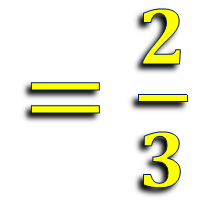 = 2/3